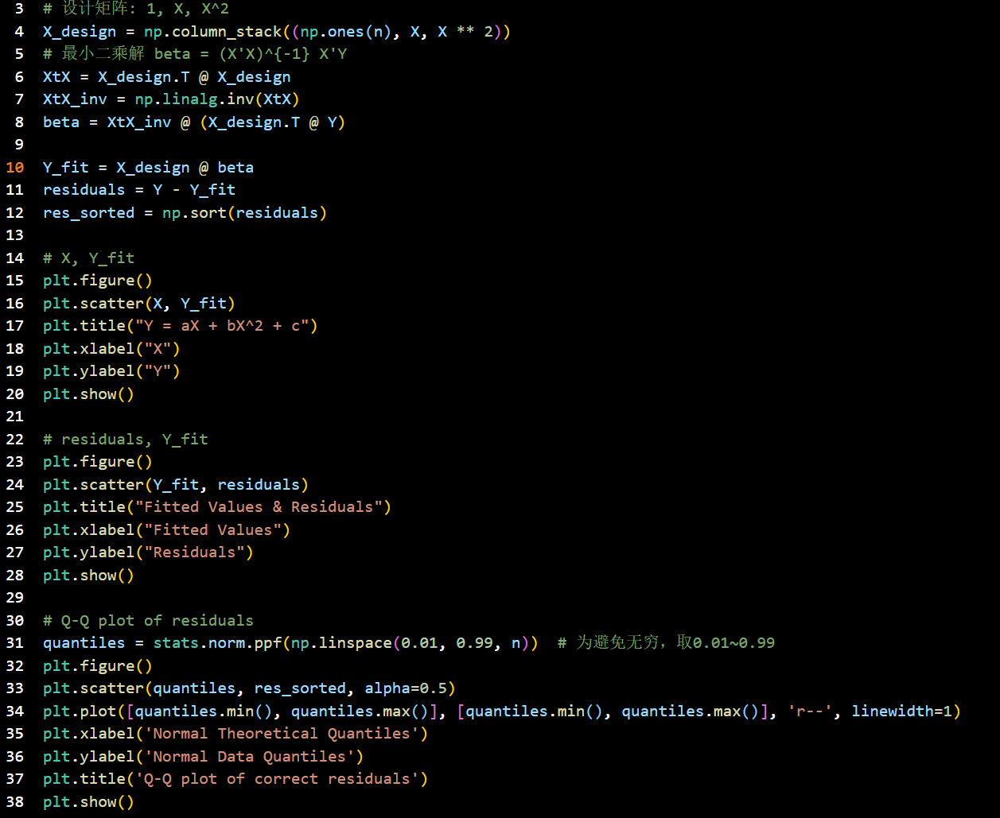 3 # 设计矩阵: 1, X, X^2
4 X_design = np.column_stack((np.ones(n), X, X ** 2))
5 # 最小二乘解 beta = (X'X)^{-1} X'Y
6 XtX = X_design.T @ X_design
7 XtX_inv = np.linalg.inv(XtX)
8 beta = XtX_inv @ (X_design.T @ Y)
9
10 Y_fit = X_design @ beta
11 residuals = Y - Y_fit
12 res_sorted = np.sort(residuals)
13
14 # X, Y_fit
15 plt.figure()
16 plt.scatter(X, Y_fit)
17 plt.title("Y = aX + bX^2 + c")
18 plt.xlabel("X")
19 plt.ylabel("Y")
20 plt.show()
21
22 # residuals, Y_fit
23 plt.figure()
24 plt.scatter(Y_fit, residuals)
25 plt.title("Fitted Values & Residuals")
26 plt.xlabel("Fitted Values")
27 plt.ylabel("Residuals")
28 plt.show()
29
30 # Q-Q plot of residuals
31 quantiles = stats.norm.ppf(np.linspace(0.01, 0.99, n))  # 为避免无穷，取0.01~0.99
32 plt.figure()
33 plt.scatter(quantiles, res_sorted, alpha=0.5)
34 plt.plot([quantiles.min(), quantiles.max()], [quantiles.min(), quantiles.max()], 'r--', linewidth=1)
35 plt.xlabel('Normal Theoretical Quantiles')
36 plt.ylabel('Normal Data Quantiles')
37 plt.title('Q-Q plot of correct residuals')
38 plt.show()